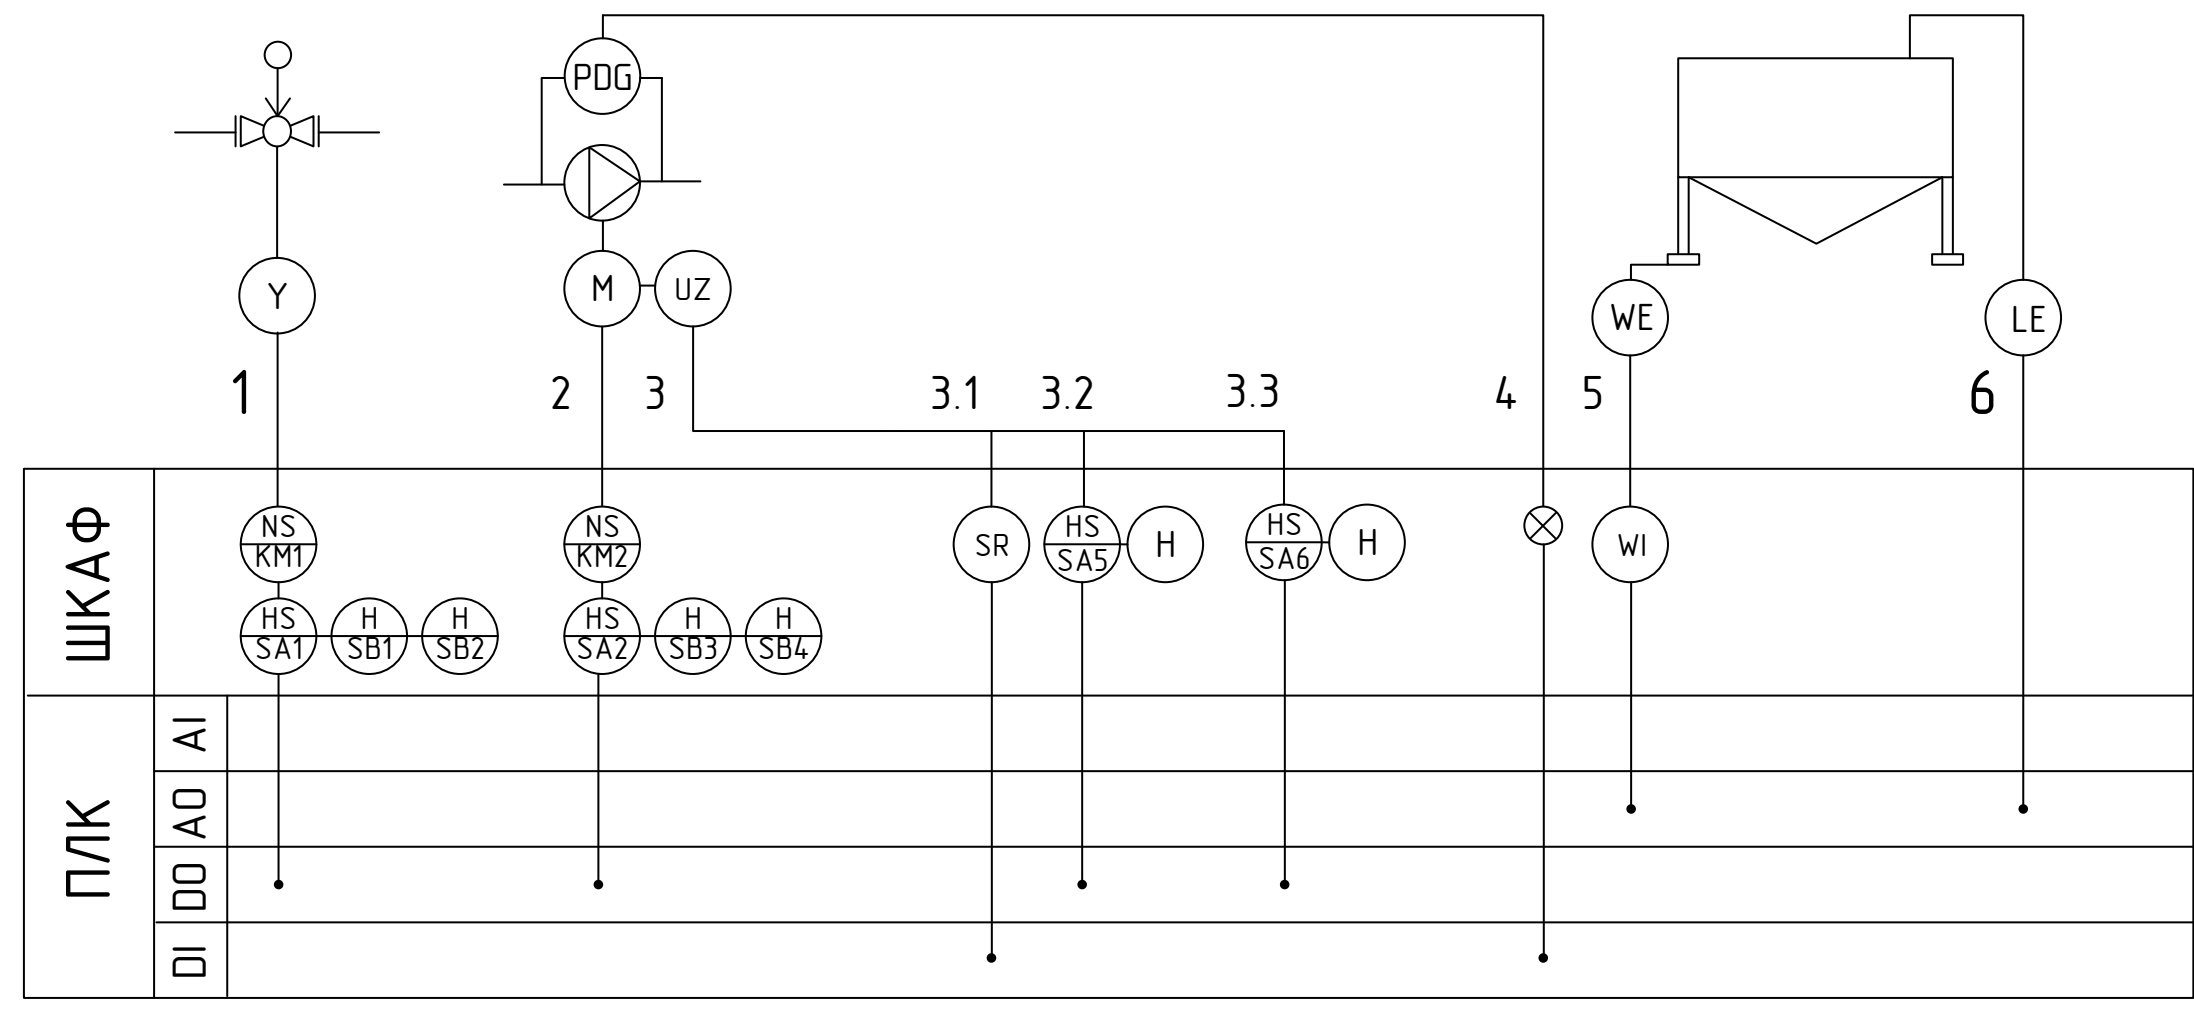 PDG
Y
M
UZ
WE
LE
1
2
3
3.1
3.2
3.3
4
5
6
ШКАФ
NS
KM1
NS
KM2
SR
HS
SA5
H
HS
SA6
H
WI
HS
SA1
H
SB1
H
SB2
HS
SA2
H
SB3
H
SB4
ПЛК
AI
AO
DO
DI